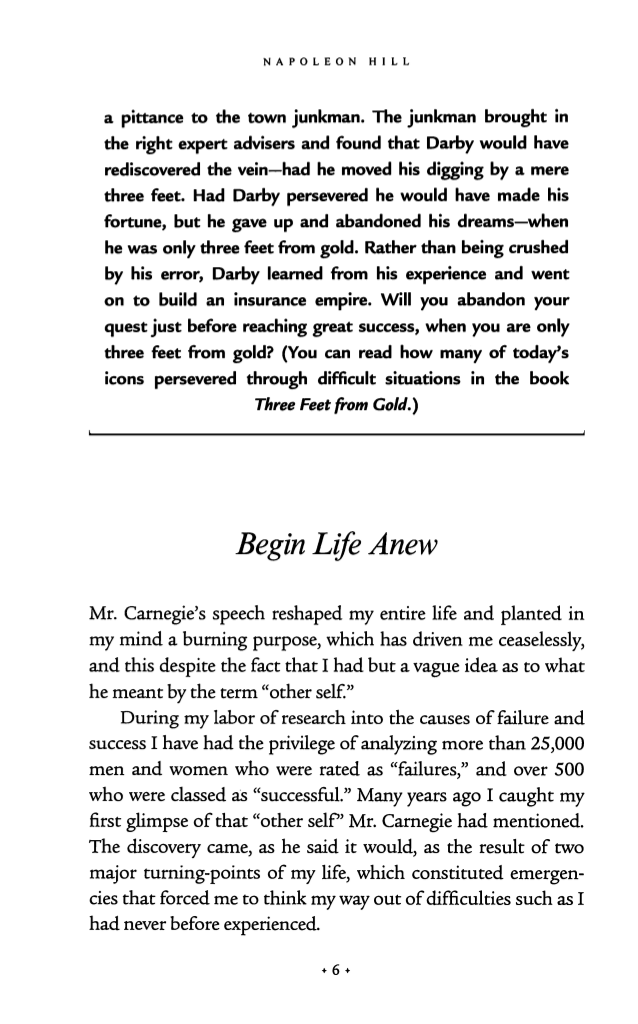 NAPOLEON HILL
a pittance to the town junkman. The junkman brought in
the right expert advisers and found that Darby would have
rediscovered the vein—had he moved his digging by a mere
three feet. Had Darby persevered he would have made his
fortune, but he gave up and abandoned his dreams—when
he was only three feet from gold. Rather than being crushed
by his error, Darby learned from his experience and went
on to build an insurance empire. Will you abandon your
quest just before reaching great success, when you are only
three feet from gold? (You can read how many of today's
icons persevered through difficult situations in the book
Three Feet from Gold.)
Begin Life Anew
Mr. Carnegie's speech reshaped my entire life and planted in
my mind a burning purpose, which has driven me ceaselessly,
and this despite the fact that I had but a vague idea as to what
he meant by the term "other self."
During my labor of research into the causes of failure and
success I have had the privilege of analyzing more than 25,000
men and women who were rated as "failures," and over 500
who were classed as "successful." Many years ago I caught my
first glimpse of that "other self" Mr. Carnegie had mentioned.
The discovery came, as he said it would, as the result of two
major turning-points of my life, which constituted emergen-
cies that forced me to think my way out of difficulties such as I
had never before experienced.
• 6 •